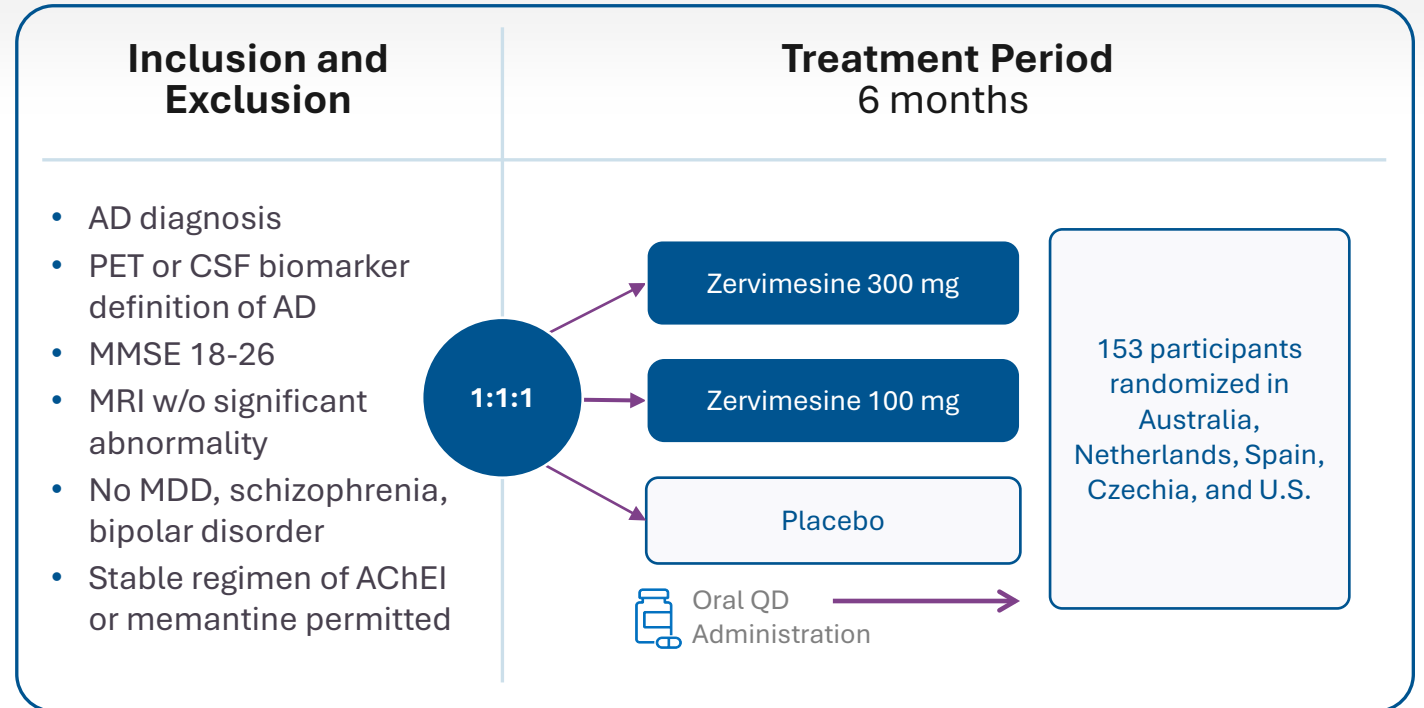 Inclusion and
Exclusion
Treatment Period
6 months
• AD diagnosis
• PET or CSF biomarker
definition of AD
• MMSE 18-26
• MRI w/o significant
abnormality
• No MDD, schizophrenia,
bipolar disorder
• Stable regimen of AChEI
or memantine permitted
1:1:1
Zervimesine 300 mg
Zervimesine 100 mg
Placebo
Oral QD
Administration
153 participants
randomized in
Australia,
Netherlands, Spain,
Czechia, and U.S.